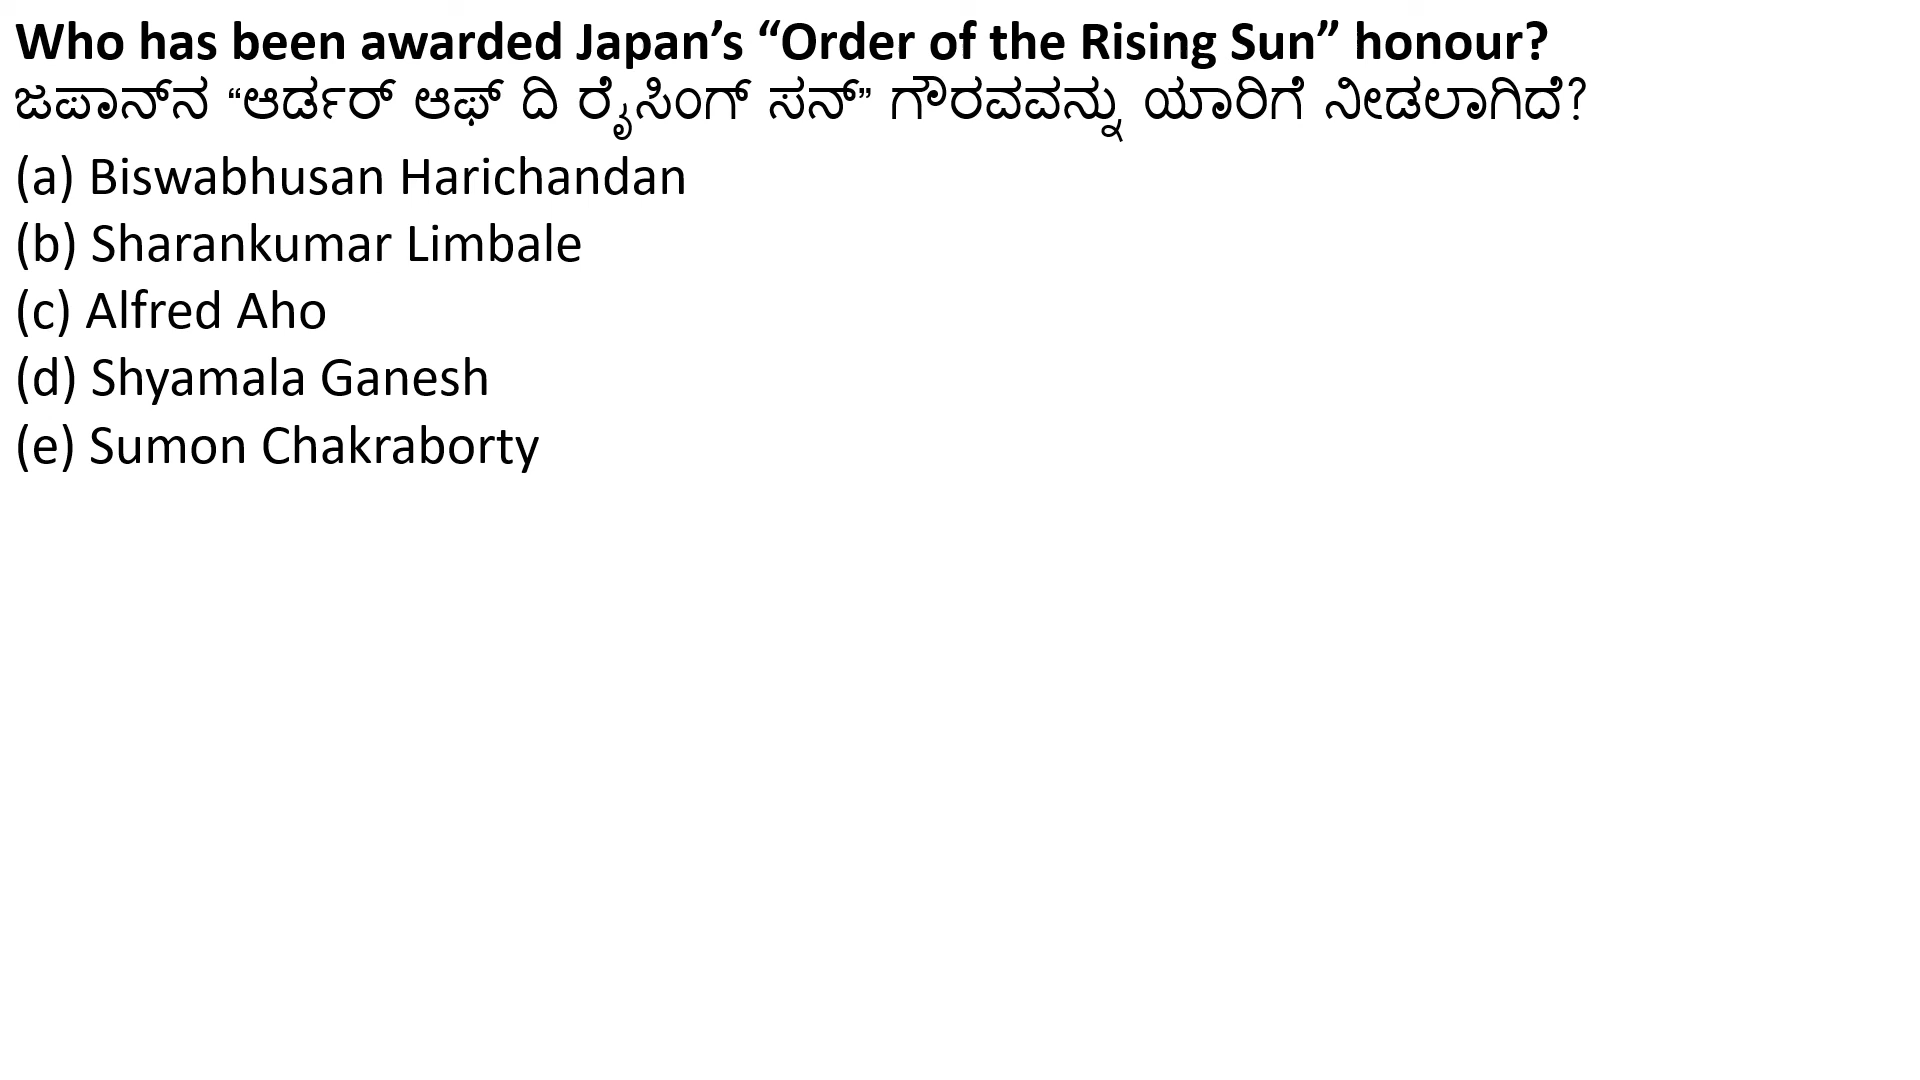 Who has been awarded Japan’s “Order of the Rising Sun” honour?
ಜಪಾನ್‌ನ “ಆರ್ಡರ್ ಆಫ್ ದಿ ರೈಸಿಂಗ್ ಸನ್” ಗೌರವವನ್ನು ಯಾರಿಗೆ ನೀಡಲಾಗಿದೆ?
(a) Biswabhusan Harichandan
(b) Sharankumar Limbale
(c) Alfred Aho
(d) Shyamala Ganesh
(e) Sumon Chakraborty